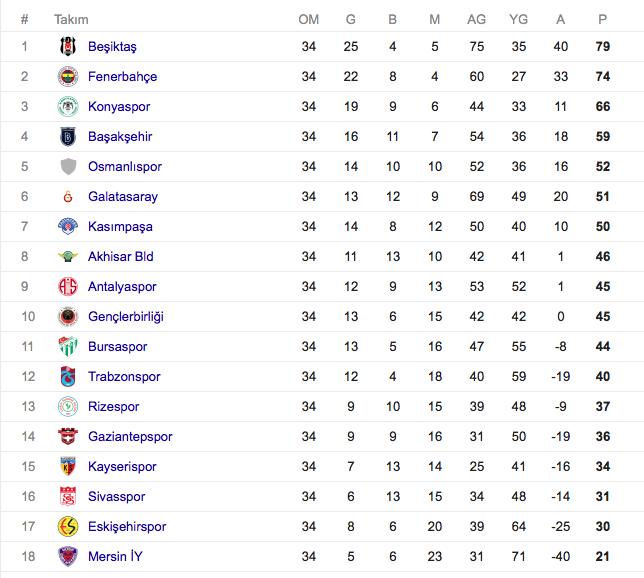 # Takım OM G B M AG YG A P
1 Beşiktaş 34 25 4 5 75 35 40 79
2 Fenerbahçe 34 22 8 4 60 27 33 74
3 Konyaspor 34 19 9 6 44 33 11 66
4 Başakşehir 34 16 11 7 54 36 18 59
5 Osmanlıspor 34 14 10 10 52 36 16 52
6 Galatasaray 34 13 12 9 69 49 20 51
7 Kasımpaşa 34 14 8 12 50 40 10 50
8 Akhisar Bld 34 11 13 10 42 41 1 46
9 Antalyaspor 34 12 9 13 53 52 1 45
10 Gençlerbirliği 34 13 6 15 42 42 0 45
11 Bursaspor 34 13 5 16 47 55 -8 44
12 Trabzonspor 34 12 4 18 40 59 -19 40
13 Rizespor 34 9 10 15 39 48 -9 37
14 Gaziantepspor 34 9 9 16 31 50 -19 36
15 Kayserispor 34 7 13 14 25 41 -16 34
16 Sivasspor 34 6 13 15 34 48 -14 31
17 Eskişehirspor 34 8 6 20 39 64 -25 30
18 Mersin İY 34 5 6 23 31 71 -40 21